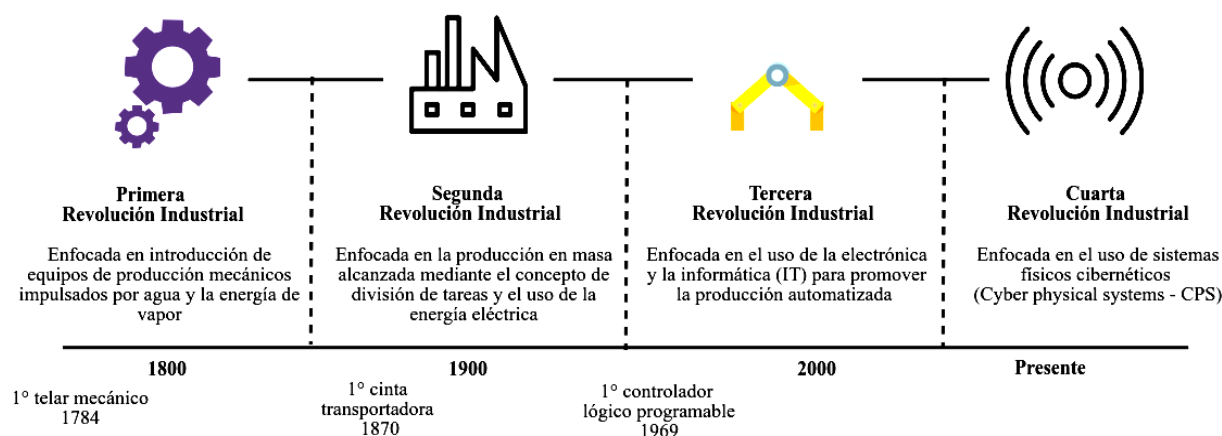 Primera
Revolución Industrial
Enfocada en introducción de
equipos de producción mecánicos
impulsados por agua y la energía de
vapor
Segunda
Revolución Industrial
Enfocada en la producción en masa
alcanzada mediante el concepto de
división de tareas y el uso de la
energía eléctrica
Tercera
Revolución Industrial
Enfocada en el uso de la electrónica
y la informática (IT) para promover
la producción automatizada
Cuarta
Revolución Industrial
Enfocada en el uso de sistemas
físicos cibernéticos
(Cyber physical systems - CPS)
1800
1900
2000
Presente
1° telar mecánico
1784
1° cinta
transportadora
1870
1° controlador
lógico programable
1969